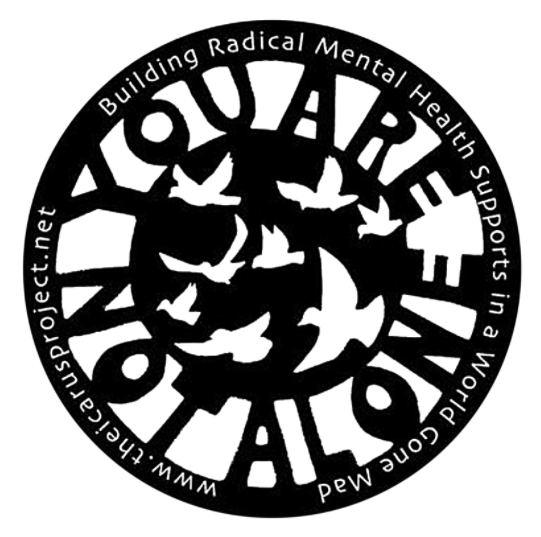 Building Radical Mental Health Supports in a World Gone Mad
YOU ARE
NOT ALONE
www.theicarusproject.net